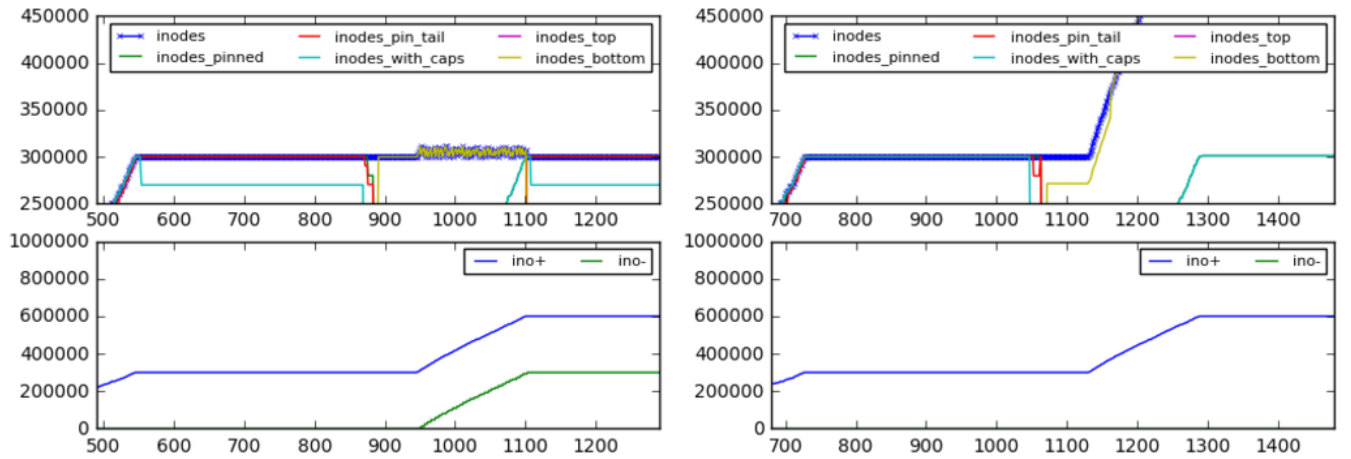 450000
400000
350000
300000
250000
inodes
inodes_pinned
inodes_pin_tail
inodes_with_caps
inodes_top
inodes_bottom
500 600 700 800 900 1000 1100 1200
450000
400000
350000
300000
250000
inodes
inodes_pinned
inodes_pin_tail
inodes_with_caps
inodes_top
inodes_bottom
700 800 900 1000 1100 1200 1300 1400
1000000
800000
600000
400000
200000
0
ino+ ino-
500 600 700 800 900 1000 1100 1200
1000000
800000
600000
400000
200000
0
ino+ ino-
700 800 900 1000 1100 1200 1300 1400